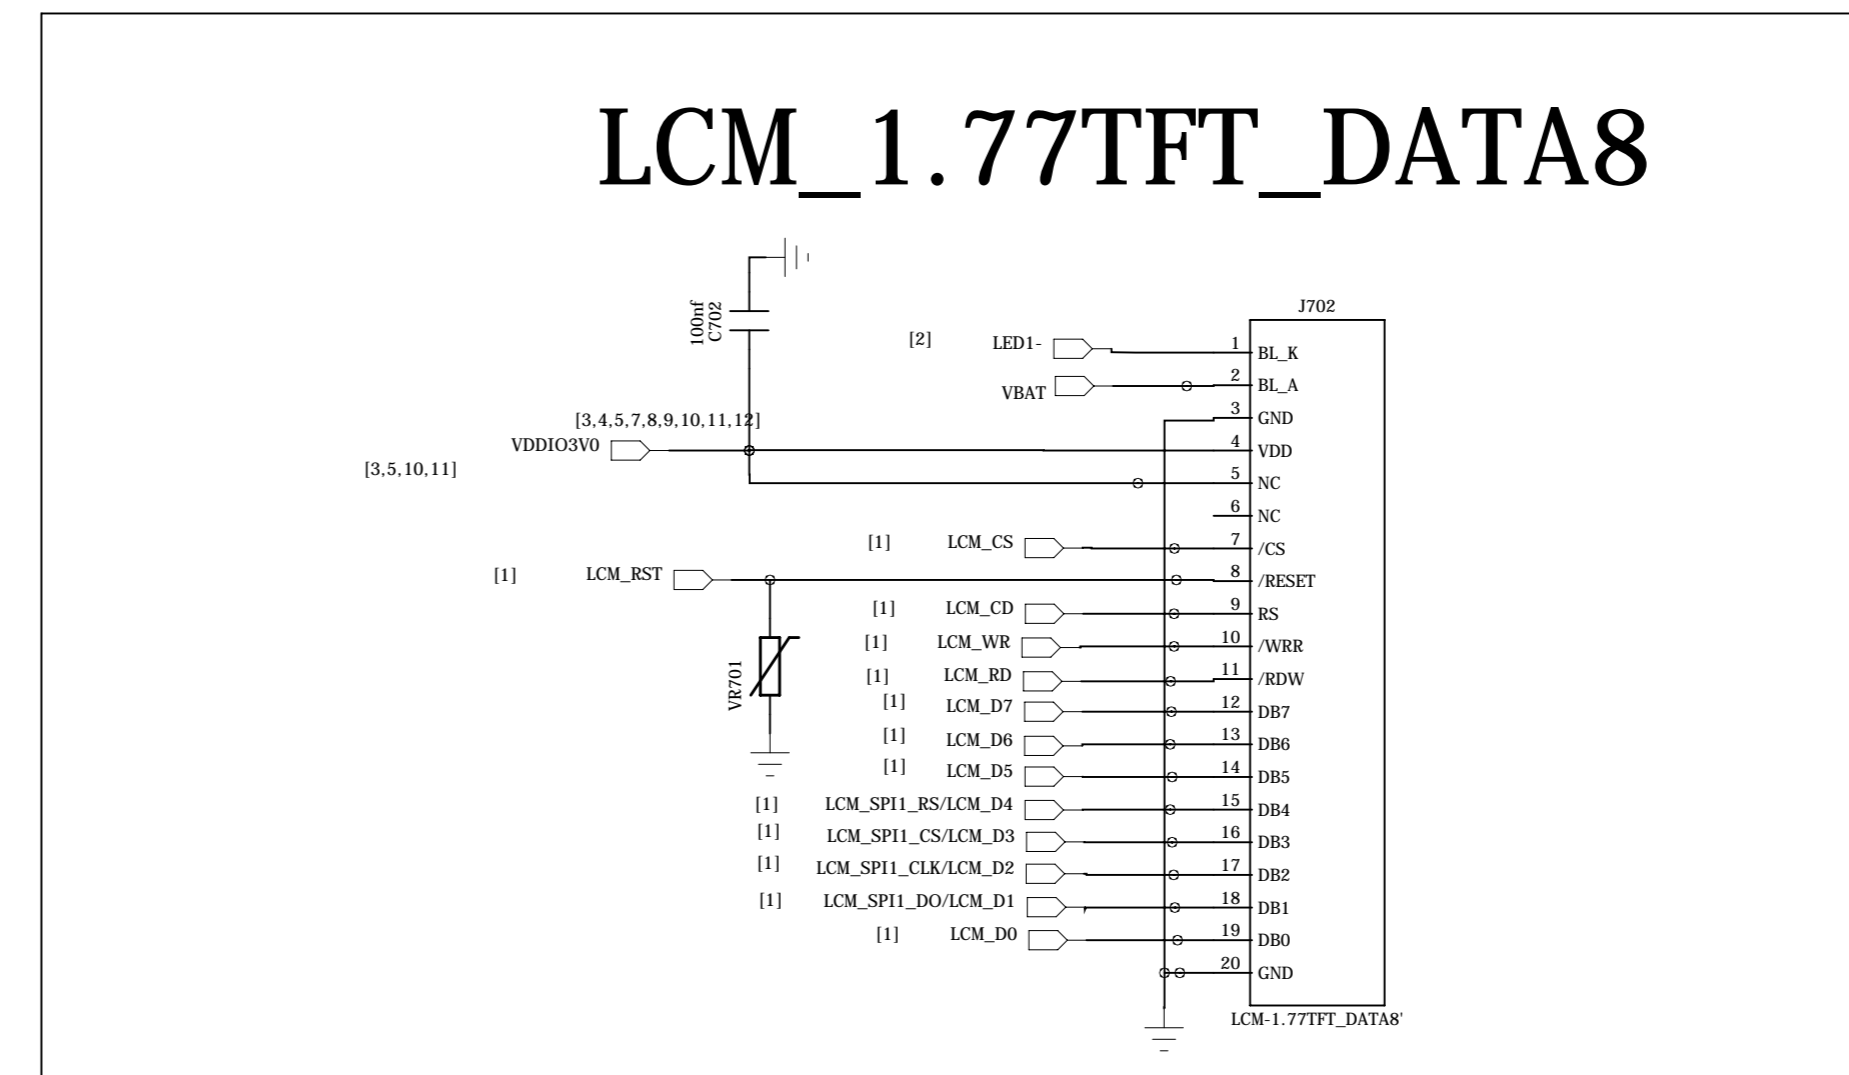 LCM_1.77TFT_DATA8
100nf
C702
J702
[2] LED1- 1 BL_K
VBAT 2 BL_A
3 GND
[3,4,5,7,8,9,10,11,12]
VDDIO3V0 4 VDD
[3,5,10,11]
5 NC
6 NC
[1] LCM_CS 7 /CS
[1] LCM_RST 8 /RESET
[1] LCM_CD 9 RS
[1] LCM_WR 10 /WRR
[1] LCM_RD 11 /RDW
VR701
[1] LCM_D7 12 DB7
[1] LCM_D6 13 DB6
[1] LCM_D5 14 DB5
[1] LCM_SPI1_RS/LCM_D4 15 DB4
[1] LCM_SPI1_CS/LCM_D3 16 DB3
[1] LCM_SPI1_CLK/LCM_D2 17 DB2
[1] LCM_SPI1_DO/LCM_D1 18 DB1
[1] LCM_D0 19 DB0
20 GND
LCM-1.77TFT_DATA8'